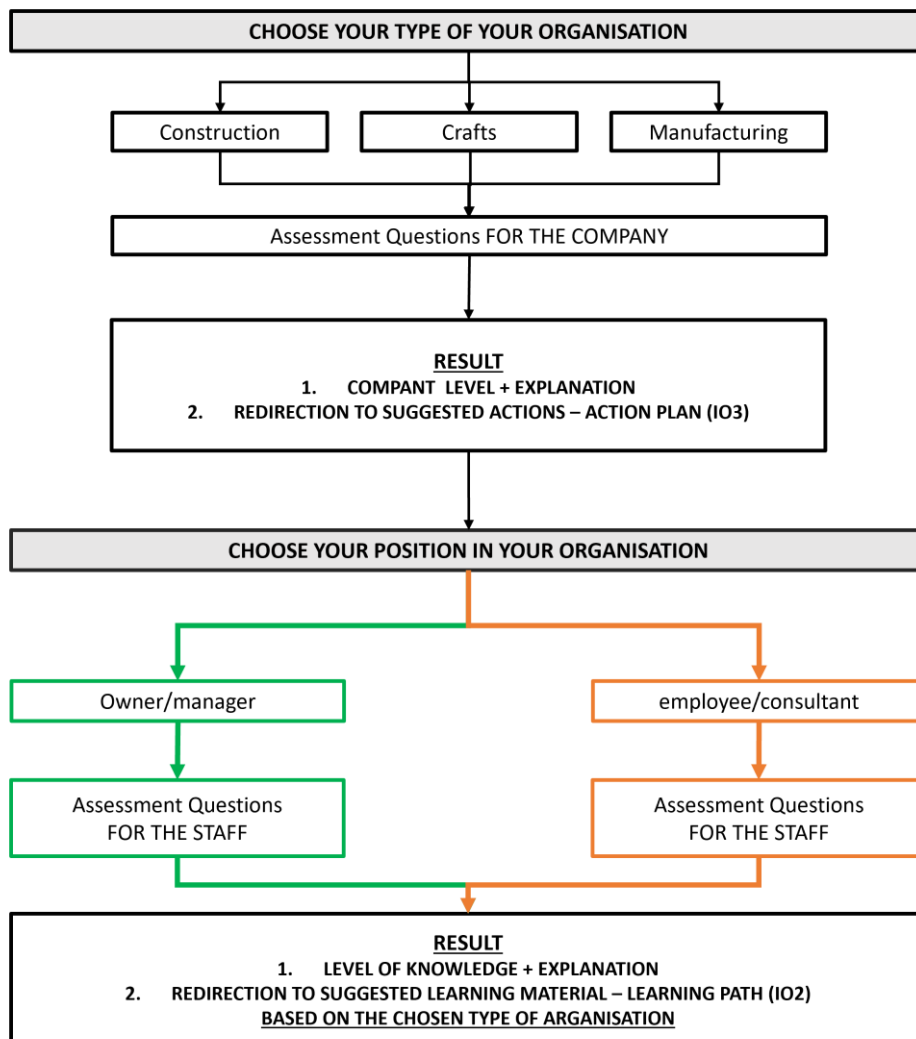 CHOOSE YOUR TYPE OF YOUR ORGANISATION
Construction
Crafts
Manufacturing
Assessment Questions FOR THE COMPANY
RESULT
1. COMPANT LEVEL + EXPLANATION
2. REDIRECTION TO SUGGESTED ACTIONS – ACTION PLAN (IO3)
CHOOSE YOUR POSITION IN YOUR ORGANISATION
Owner/manager
employee/consultant
Assessment Questions
FOR THE STAFF
Assessment Questions
FOR THE STAFF
RESULT
1. LEVEL OF KNOWLEDGE + EXPLANATION
2. REDIRECTION TO SUGGESTED LEARNING MATERIAL – LEARNING PATH (IO2)
BASED ON THE CHOSEN TYPE OF ARGANISATION